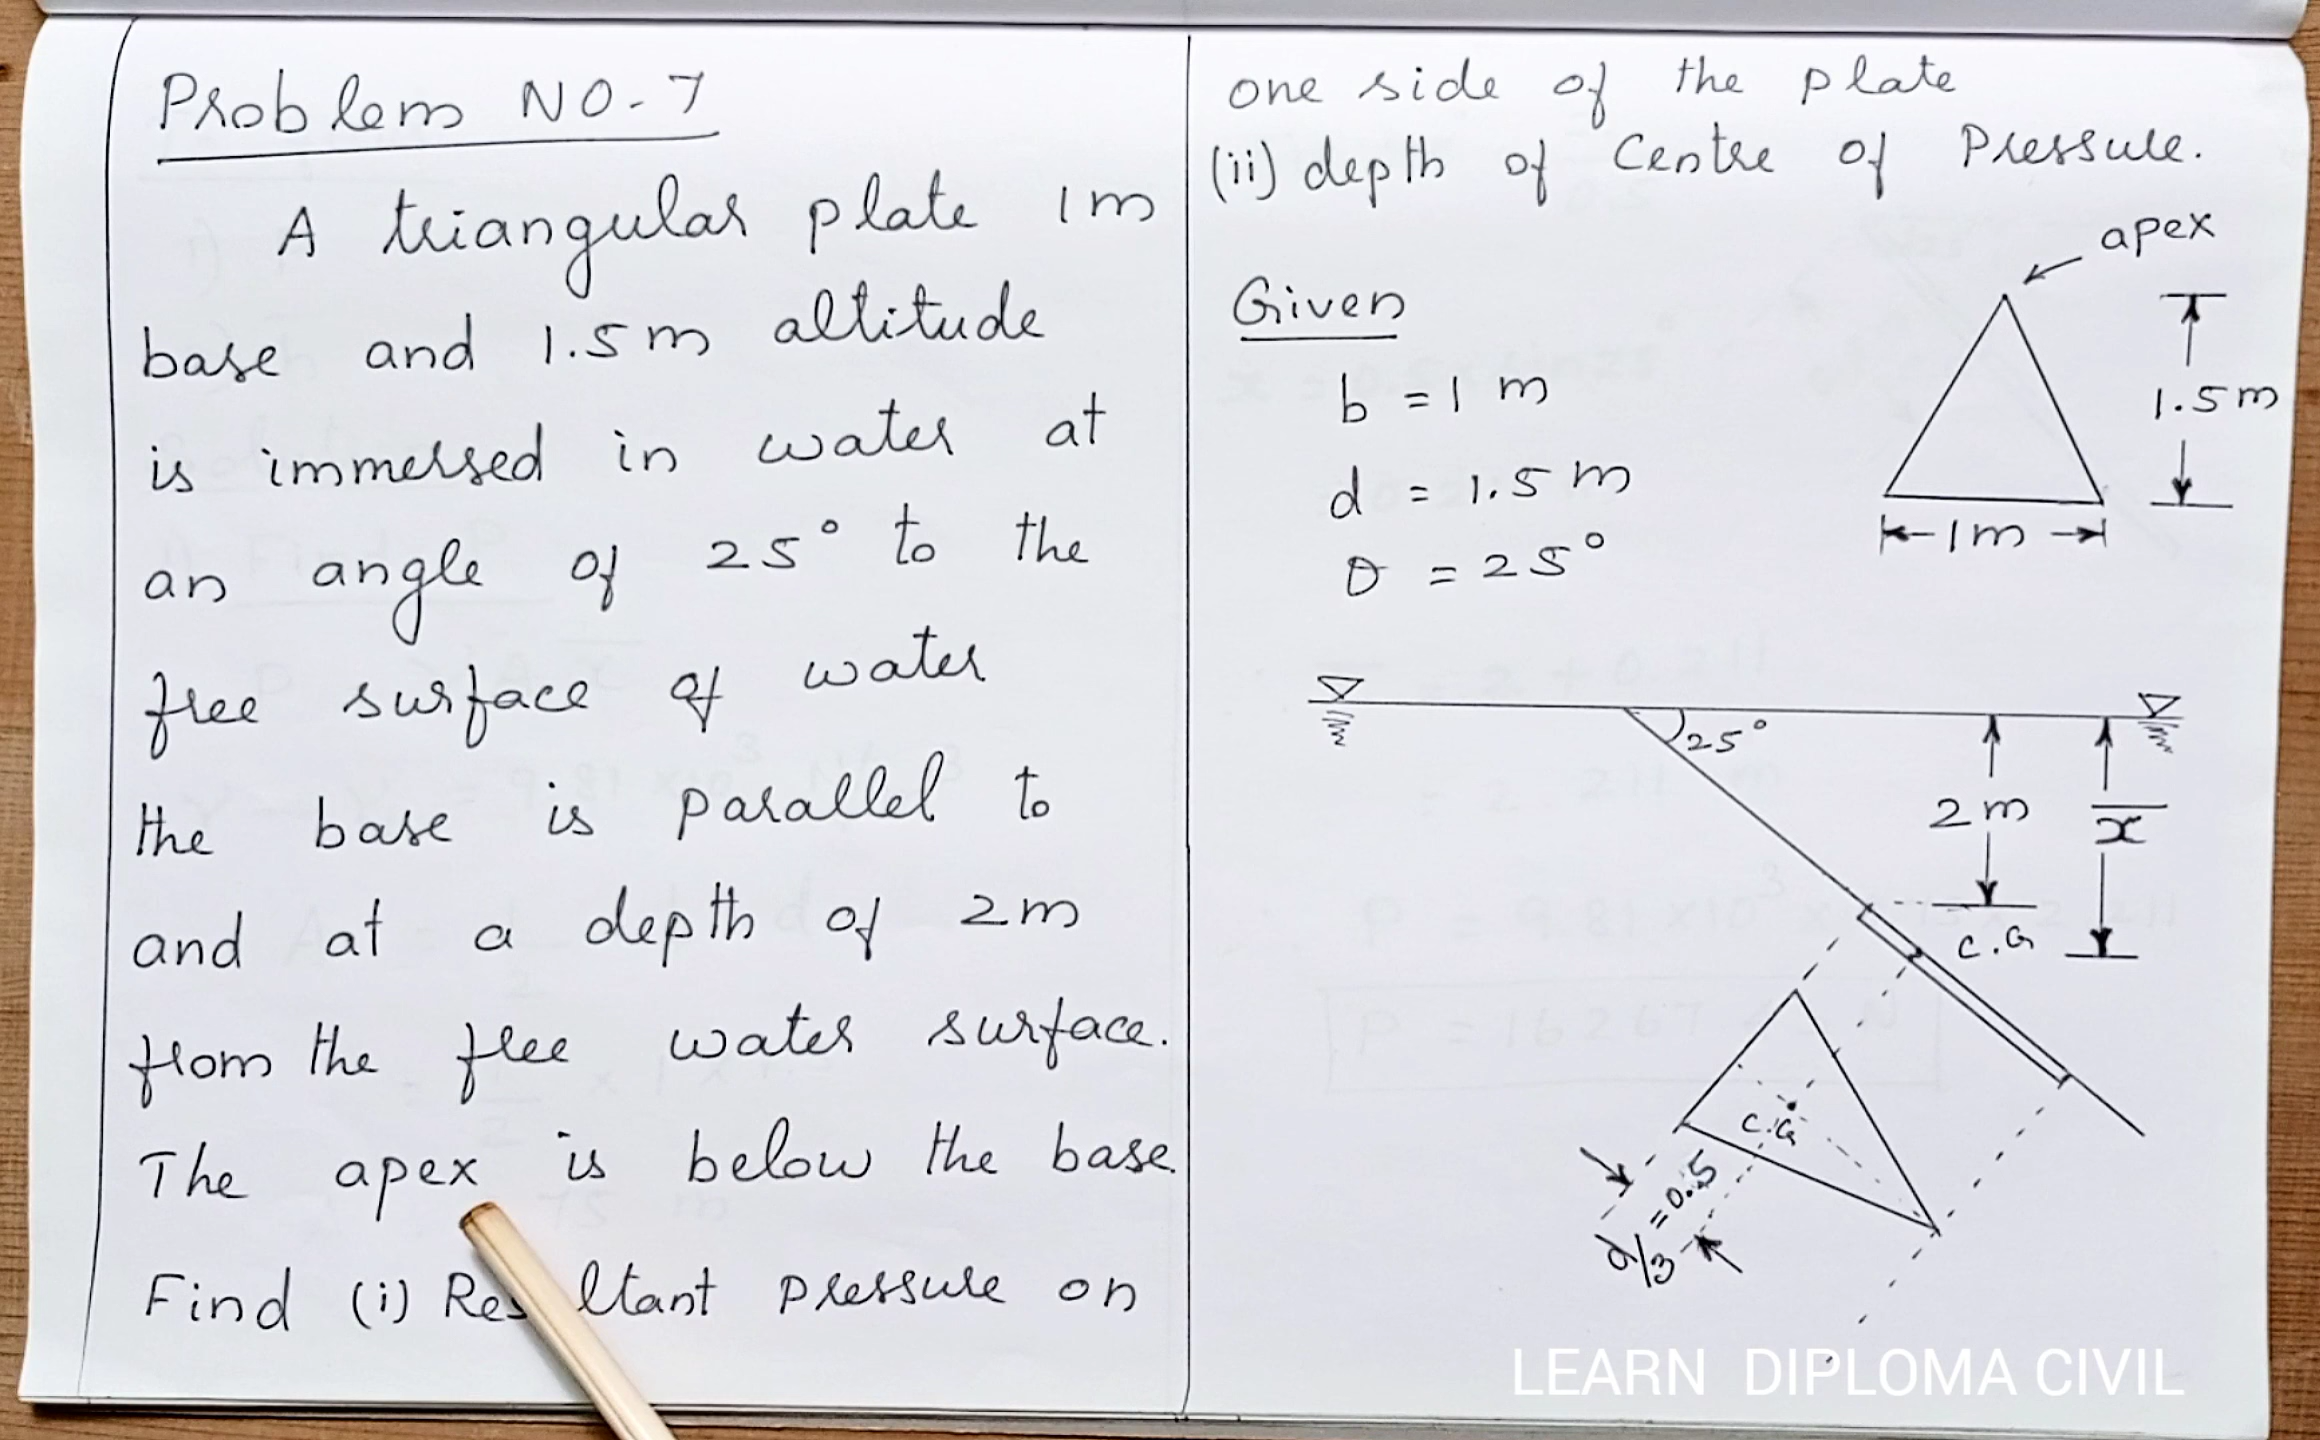 Problem NO-7
A triangular plate 1m
base and 1.5m altitude
is immersed in water at
an angle of 25° to the
free surface of water
the base is parallel to
and at a depth of 2m
from the free water surface.
The apex is below the base.
Find (i) Res ltant pressure on
one side of the plate
(ii) depth of Centre of Pressure.
apex
Given
b = 1 m
d = 1.5 m
θ = 25°
1.5m
1m
25°
2m
x̄
C.G
C.G
d/3 = 0.5
LEARN DIPLOMA CIVIL